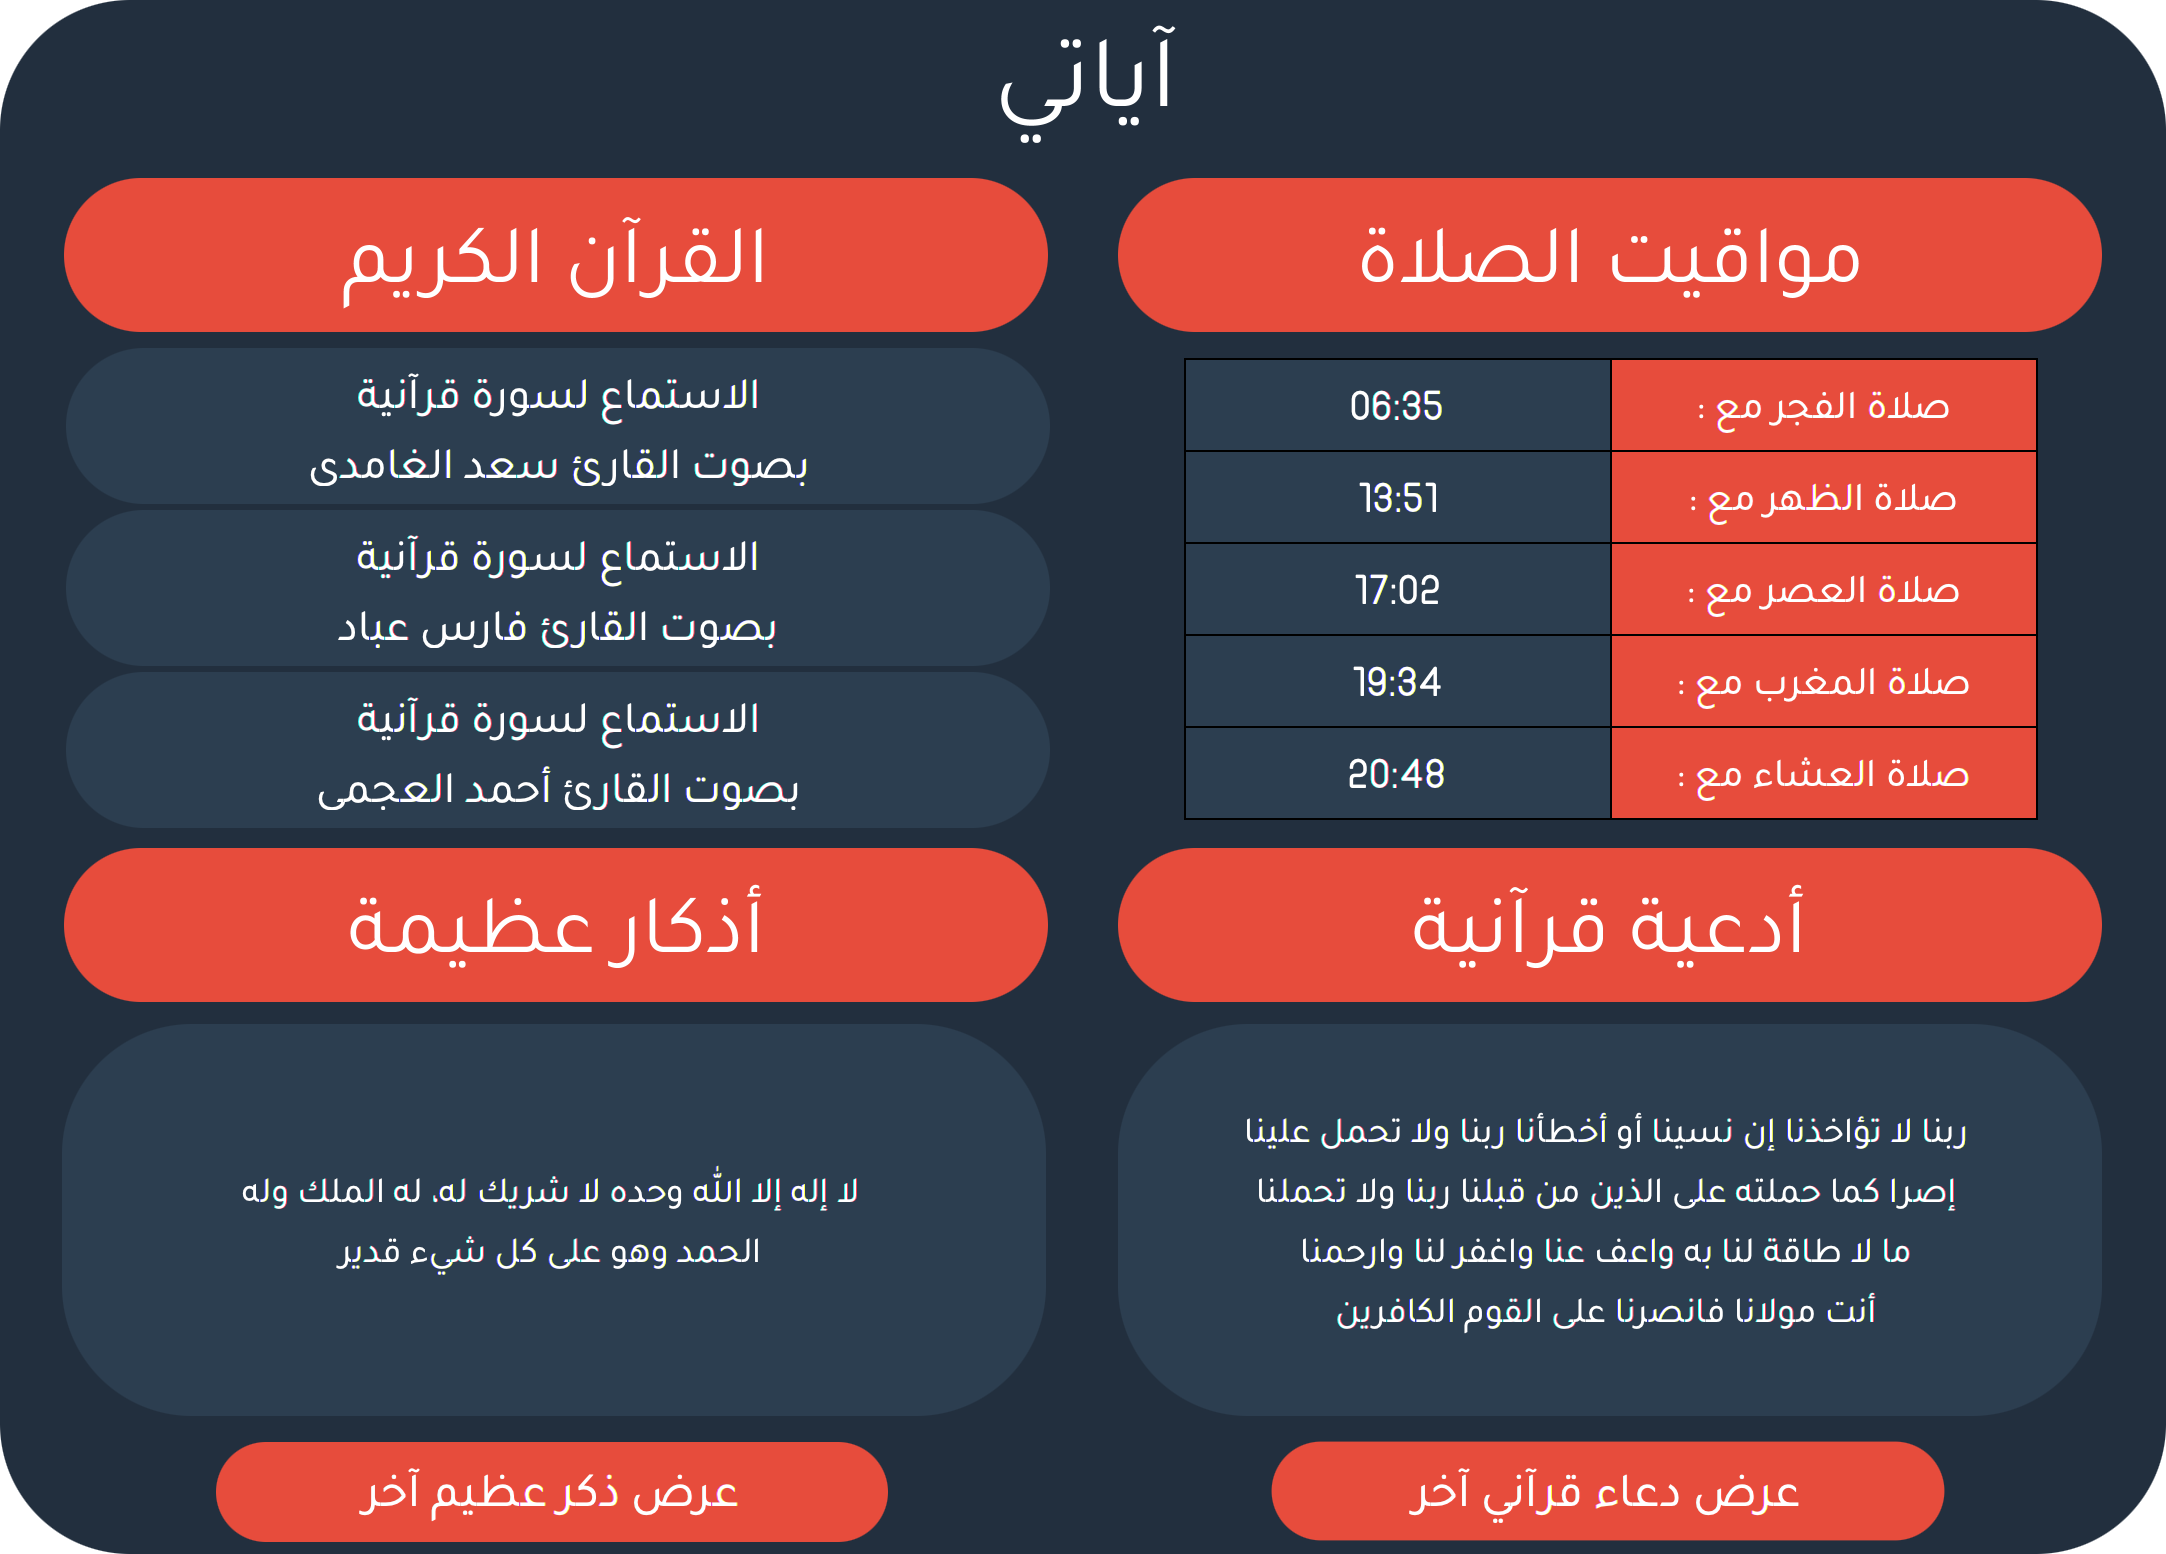 آياتي
مواقيت الصلاة
صلاة الفجر مع : 06:35
صلاة الظهر مع : 13:51
صلاة العصر مع : 17:02
صلاة المغرب مع : 19:34
صلاة العشاء مع : 20:48
القرآن الكريم
الاستماع لسورة قرآنية
بصوت القارئ سعد الغامدى
الاستماع لسورة قرآنية
بصوت القارئ فارس عباد
الاستماع لسورة قرآنية
بصوت القارئ أحمد العجمى
أدعية قرآنية
ربنا لا تؤاخذنا إن نسينا أو أخطأنا ربنا ولا تحمل علينا
إصرا كما حملته على الذين من قبلنا ربنا ولا تحملنا
ما لا طاقة لنا به واعف عنا واغفر لنا وارحمنا
أنت مولانا فانصرنا على القوم الكافرين
عرض دعاء قرآني آخر
أذكار عظيمة
لا إله إلا الله وحده لا شريك له، له الملك وله
الحمد وهو على كل شيء قدير
عرض ذكر عظيم آخر